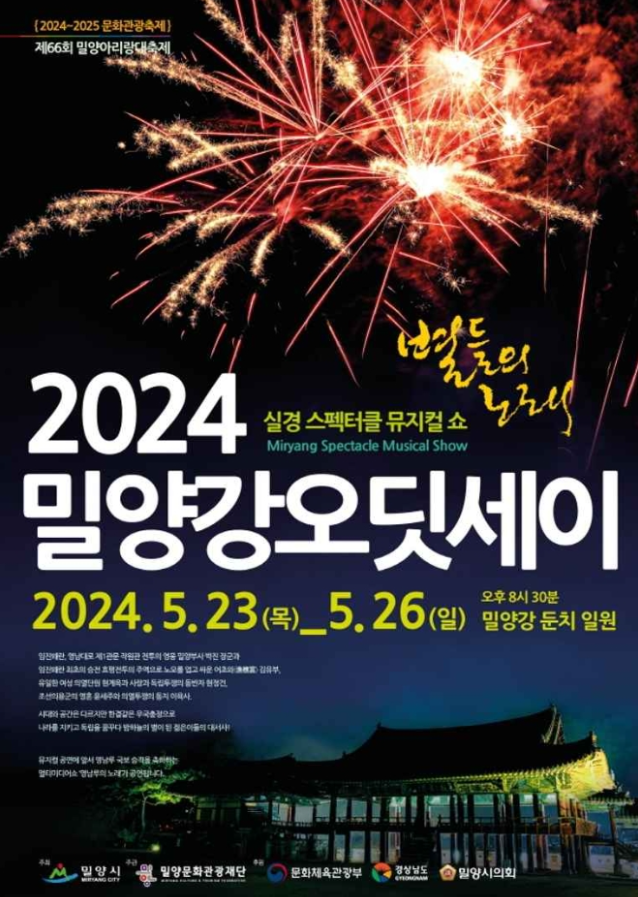 { 2024~2025 문화관광축제 }
제66회 밀양아리랑대축제
별들의
노래
2024
실경 스펙터클 뮤지컬 쇼
Miryang Spectacle Musical Show
밀양강오딧세이
2024. 5. 23(목)_5. 26(일)
오후 8시 30분
밀양강 둔치 일원
임진왜란, 영남대로 제1관문 작원관 전투의 영웅 밀양부사 박진 장군과
임진왜란 최초의 승전 효령전투의 주역으로 노모를 업고 싸운 김유부,
유일한 여성 의열단원 현계옥과 사랑과 독립투쟁의 동반자 현정건,
조선의용군의 영혼 윤세주와 의열투쟁의 동지 이육사.
시대와 공간은 다르지만 한결같은 우국충정으로
나라를 지키고 독립을 꿈꾸다 밤하늘의 별이 된 젊은이들의 대서사!
뮤지컬 공연에 앞서 영남루 국보 승격을 축하하는
멀티미디어쇼 '영남루의 노래'가 공연됩니다.
주최 밀양시 MIRYANG CITY
주관 밀양문화관광재단
후원 문화체육관광부
경상남도 GYEONGNAM
밀양시의회